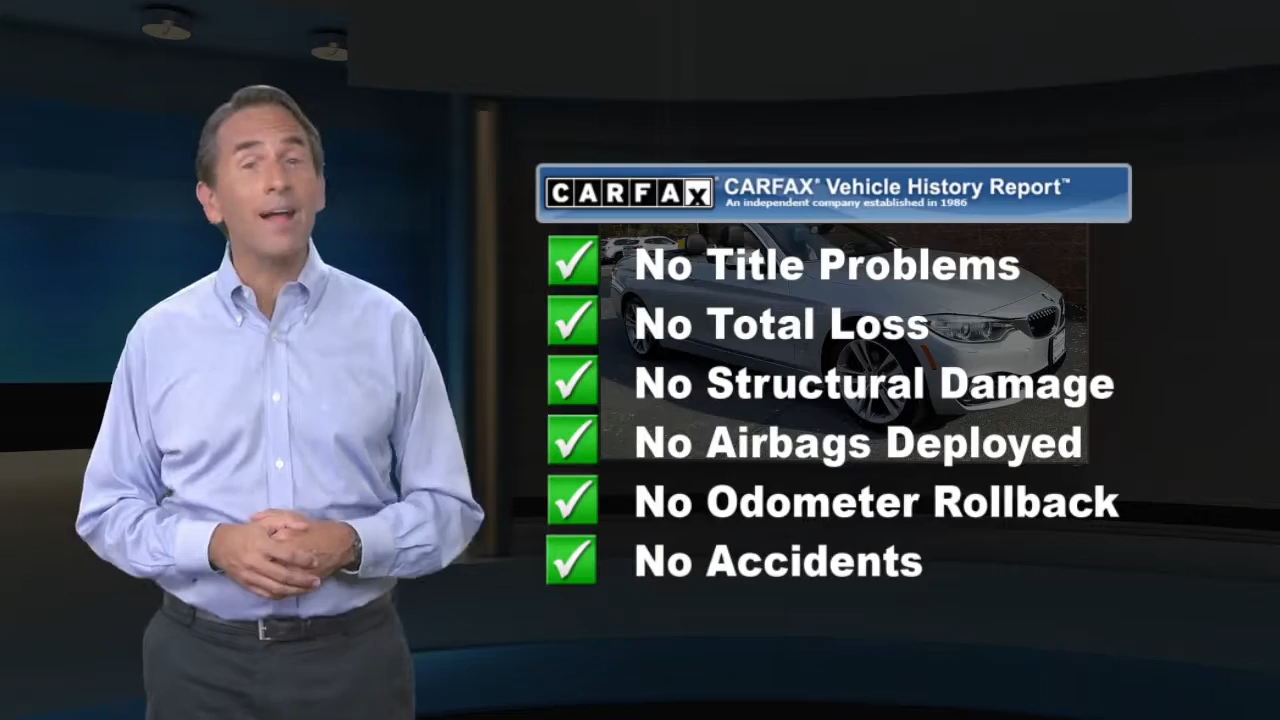 CARFAX CARFAX® Vehicle History Report™
An independent company established in 1986
No Title Problems
No Total Loss
No Structural Damage
No Airbags Deployed
No Odometer Rollback
No Accidents